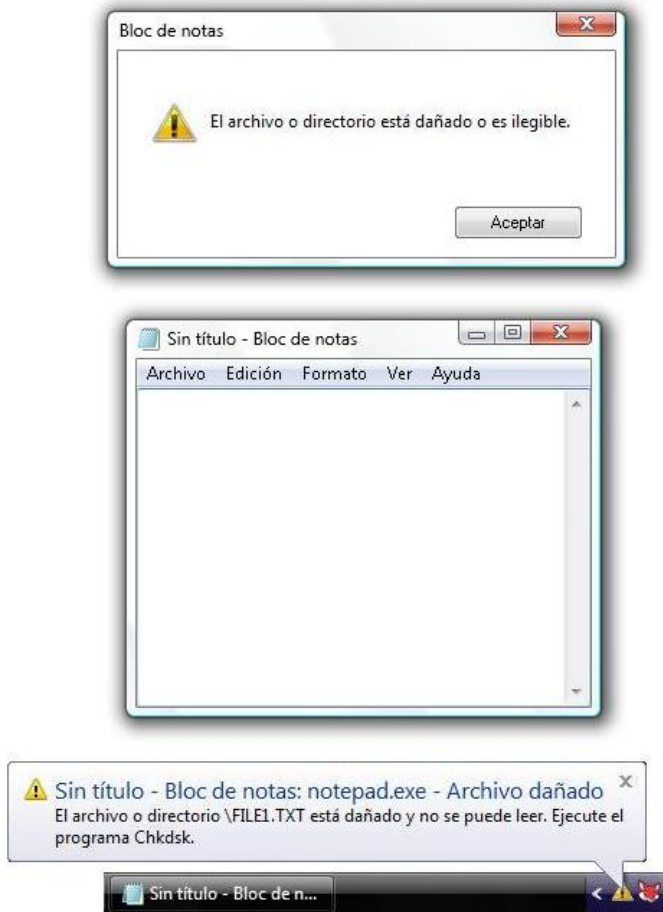 Bloc de notas
El archivo o directorio está dañado o es ilegible.
Aceptar
Sin título - Bloc de notas
Archivo Edición Formato Ver Ayuda
Sin título - Bloc de notas: notepad.exe - Archivo dañado
El archivo o directorio \FILE1.TXT está dañado y no se puede leer. Ejecute el
programa Chkdsk.
Sin título - Bloc de n...